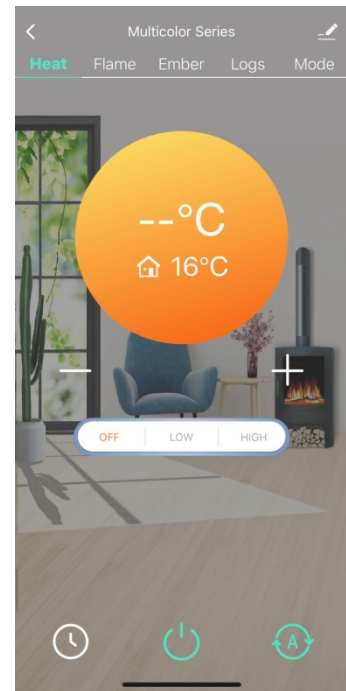 Multicolor Series
Heat Flame Ember Logs Mode
--°C
16°C
OFF LOW HIGH
A